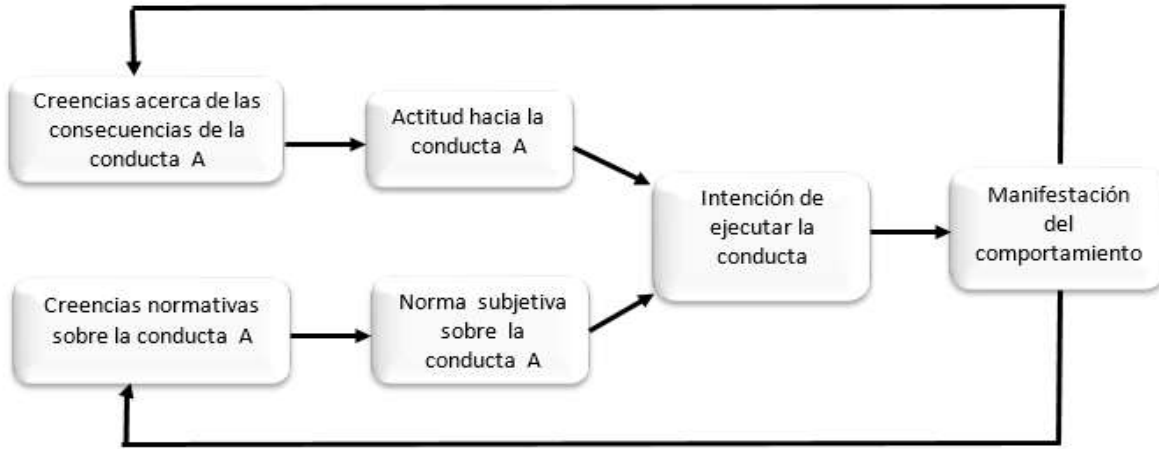 Creencias acerca de las
consecuencias de la
conducta A
Actitud hacia la
conducta A
Intención de
ejecutar la
conducta
Manifestación
del
comportamiento
Creencias normativas
sobre la conducta A
Norma subjetiva
sobre la
conducta A